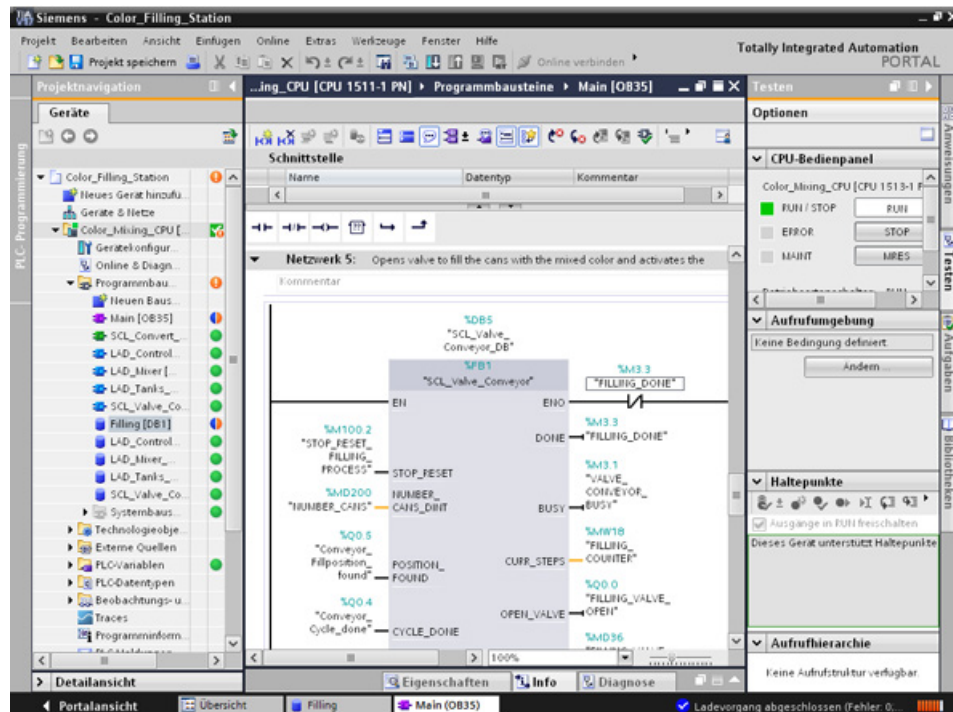 Siemens - Color_Filling_Station
Projekt Bearbeiten Ansicht Einfügen Online Extras Werkzeuge Fenster Hilfe
Totally Integrated Automation
PORTAL
Projekt speichern
Online verbinden
Projektnavigation
...ing_CPU [CPU 1511-1 PN] Programmbausteine Main [OB35]
Testen
Geräte
Optionen
Schnittstelle
Name Datentyp Kommentar
CPU-Bedienpanel
Color_Mixing_CPU [CPU 1513-1 P
RUN / STOP RUN
ERROR STOP
MAINT MRES
Color_Filling_Station
Neues Gerät hinzufü...
Geräte & Netze
Color_Mixing_CPU [...
Gerätekonfigur...
Online & Diagn...
Programmbau...
Neuen Baus...
Main [OB35]
SCL_Convert_...
LAD_Control...
LAD_Mixer [...
LAD_Tanks_...
SCL_Valve_Co...
Filling [DB1]
LAD_Control...
LAD_Mixer_...
LAD_Tanks_...
SCL_Valve_Co...
Systembaus...
Technologieobje...
Externe Quellen
PLC-Variablen
PLC-Datentypen
Beobachtungs- u...
Traces
Programminform...
Detailansicht
PLC-Programmierung
Netzwerk 5: Opens valve to fill the cans with the mixed color and activates the
Kommentar
%DB5
"SCL_Valve_
Conveyor_DB"
%FB1
"SCL_Valve_Conveyor"
%M3.3
"FILLING_DONE"
EN ENO
%M100.2
"STOP_RESET_
FILLING_
PROCESS" STOP_RESET
%MD200
"NUMBER_CANS"
NUMBER_
CANS_DINT
%Q0.5
"Conveyor_
Fillposition_
found"
POSITION_
FOUND
%Q0.4
"Conveyor_
Cycle_done" CYCLE_DONE
%M3.3
DONE "FILLING_DONE"
%M3.1
"VALVE_
CONVEYOR_
BUSY BUSY"
%MW18
"FILLING_
CURR_STEPS COUNTER"
%Q0.0
"FILLING_VALVE_
OPEN_VALVE OPEN"
%MD36
100%
Aufrufumgebung
Keine Bedingung definiert.
Ändern...
Haltepunkte
Ausgänge in RUN freischalten
Dieses Gerät unterstützt Haltepunkte
Aufrufhierarchie
Keine Aufrufstruktur verfügbar.
Anweisungen
Testen
Aufgaben
Bibliotheken
Eigenschaften Info Diagnose
Portalansicht Übersicht Filling Main (OB35) Ladevorgang abgeschlossen (Fehler: 0;...